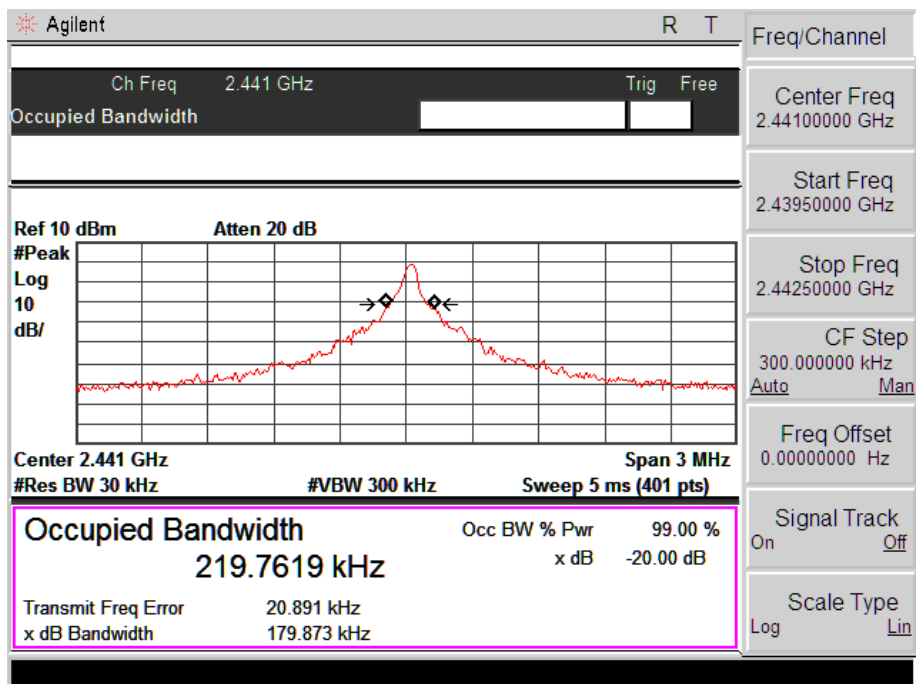 Agilent R T
Ch Freq 2.441 GHz Trig Free
Occupied Bandwidth
Ref 10 dBm Atten 20 dB
#Peak
Log
10
dB/
Center 2.441 GHz Span 3 MHz
#Res BW 30 kHz #VBW 300 kHz Sweep 5 ms (401 pts)
Occupied Bandwidth
219.7619 kHz
Occ BW % Pwr 99.00 %
x dB -20.00 dB
Transmit Freq Error 20.891 kHz
x dB Bandwidth 179.873 kHz
Freq/Channel
Center Freq
2.44100000 GHz
Start Freq
2.43950000 GHz
Stop Freq
2.44250000 GHz
CF Step
300.000000 kHz
Auto Man
Freq Offset
0.00000000 Hz
Signal Track
On Off
Scale Type
Log Lin